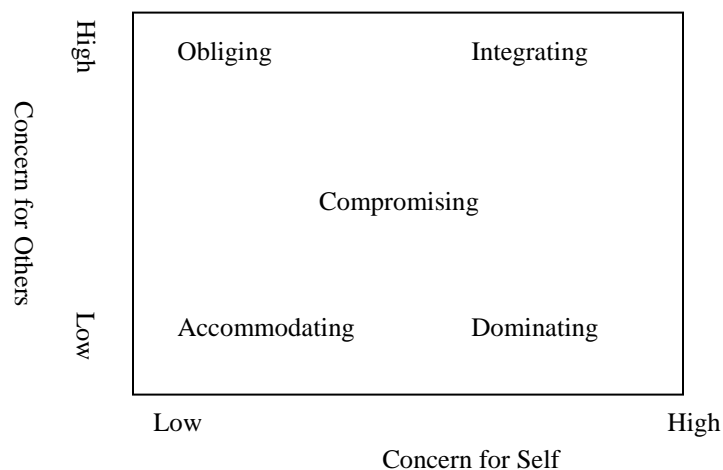 High
Obliging
Integrating
Concern for Others
Compromising
Low
Accommodating
Dominating
Low
High
Concern for Self